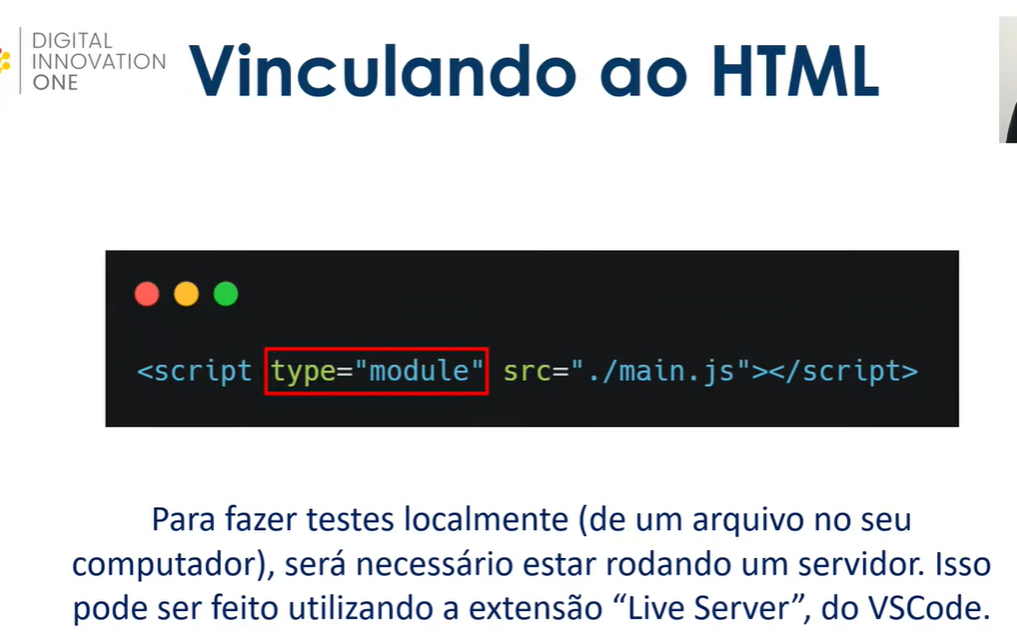 DIGITAL
INNOVATION
ONE
Vinculando ao HTML
<script type="module" src="./main.js"></script>
Para fazer testes localmente (de um arquivo no seu
computador), será necessário estar rodando um servidor. Isso
pode ser feito utilizando a extensão “Live Server”, do VSCode.